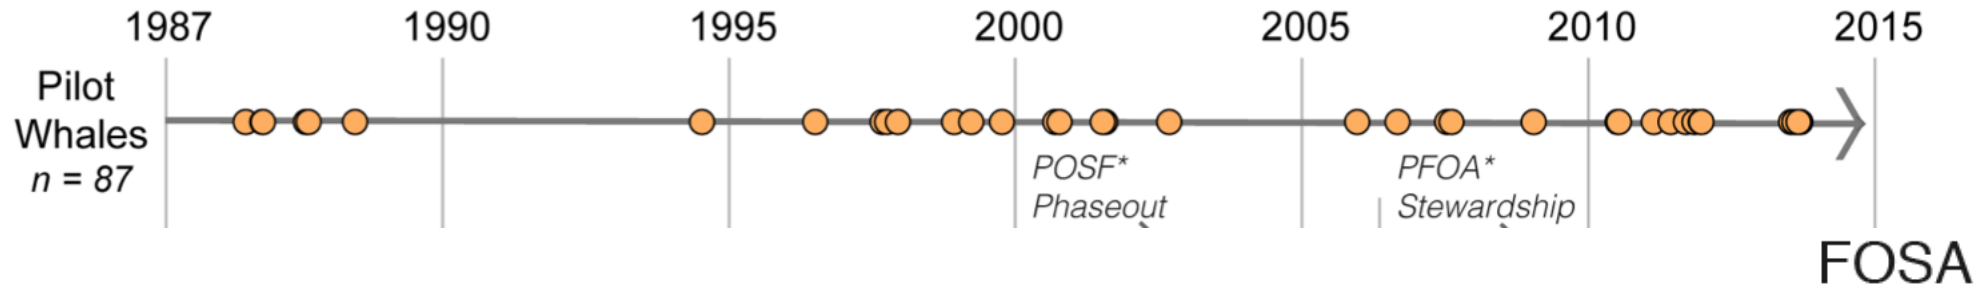 1987 1990 1995 2000 2005 2010 2015
Pilot
Whales
n = 87
POSF*
Phaseout
PFOA*
Stewardship
FOSA